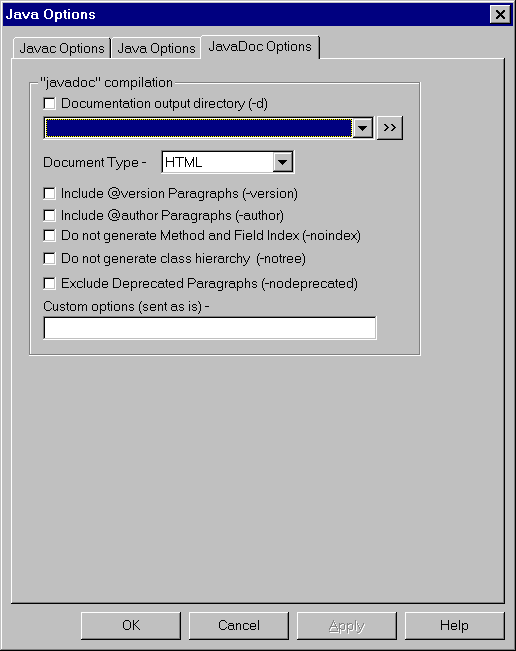 Java Options
Javac Options Java Options JavaDoc Options
"javadoc" compilation
Documentation output directory (-d)
>>
Document Type - HTML
Include @version Paragraphs (-version)
Include @author Paragraphs (-author)
Do not generate Method and Field Index (-noindex)
Do not generate class hierarchy (-notree)
Exclude Deprecated Paragraphs (-nodeprecated)
Custom options (sent as is) -
OK Cancel Apply Help